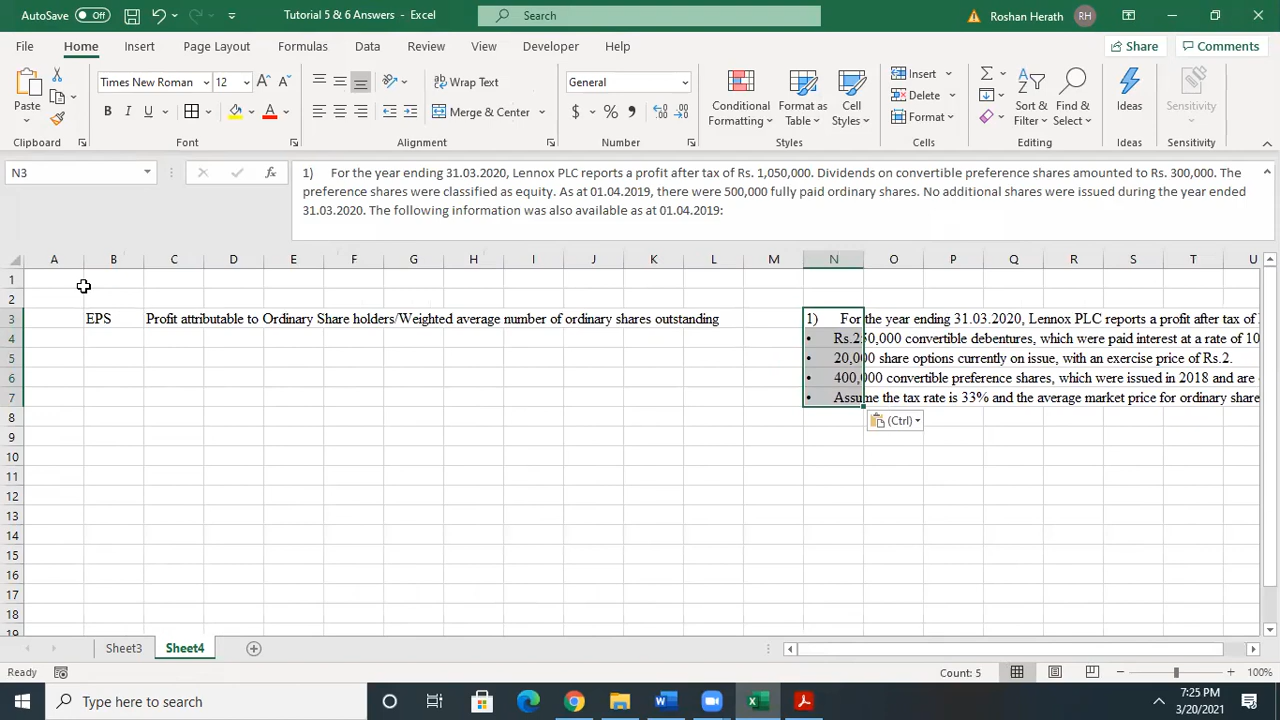 AutoSave Off Tutorial 5 & 6 Answers - Excel Search Roshan Herath RH
File Home Insert Page Layout Formulas Data Review View Developer Help Share Comments
Times New Roman 12 Wrap Text General Insert
Paste Delete
B I U Merge & Center $ % Conditional Formatting Format as Table Cell Styles Format Sort & Filter Find & Select Ideas Sensitivity
Clipboard Font Alignment Number Styles Cells Editing Ideas Sensitivity
N3 fx 1) For the year ending 31.03.2020, Lennox PLC reports a profit after tax of Rs. 1,050,000. Dividends on convertible preference shares amounted to Rs. 300,000. The
preference shares were classified as equity. As at 01.04.2019, there were 500,000 fully paid ordinary shares. No additional shares were issued during the year ended
31.03.2020. The following information was also available as at 01.04.2019:
A B C D E F G H I J K L M N O P Q R S T U
1
2
3 EPS Profit attributable to Ordinary Share holders/Weighted average number of ordinary shares outstanding 1) For the year ending 31.03.2020, Lennox PLC reports a profit after tax of
4 • Rs.250,000 convertible debentures, which were paid interest at a rate of 10
5 • 20,000 share options currently on issue, with an exercise price of Rs.2.
6 • 400,000 convertible preference shares, which were issued in 2018 and are
7 • Assume the tax rate is 33% and the average market price for ordinary share
8 (Ctrl)
9
10
11
12
13
14
15
16
17
18
19
Sheet3 Sheet4
Ready Count: 5 100%
Type here to search 7:25 PM
3/20/2021